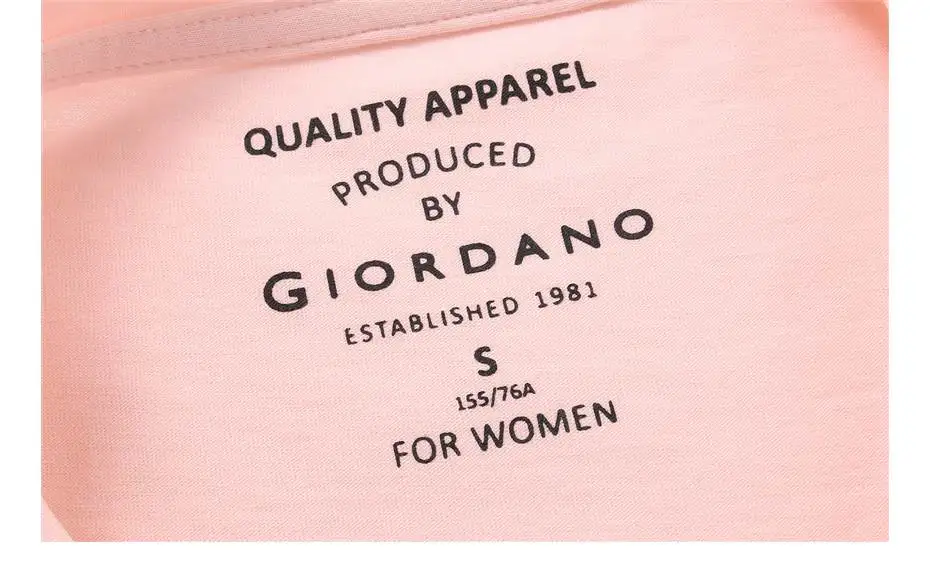 QUALITY APPAREL
PRODUCED
BY
GIORDANO
ESTABLISHED 1981
S
155/76A
FOR WOMEN